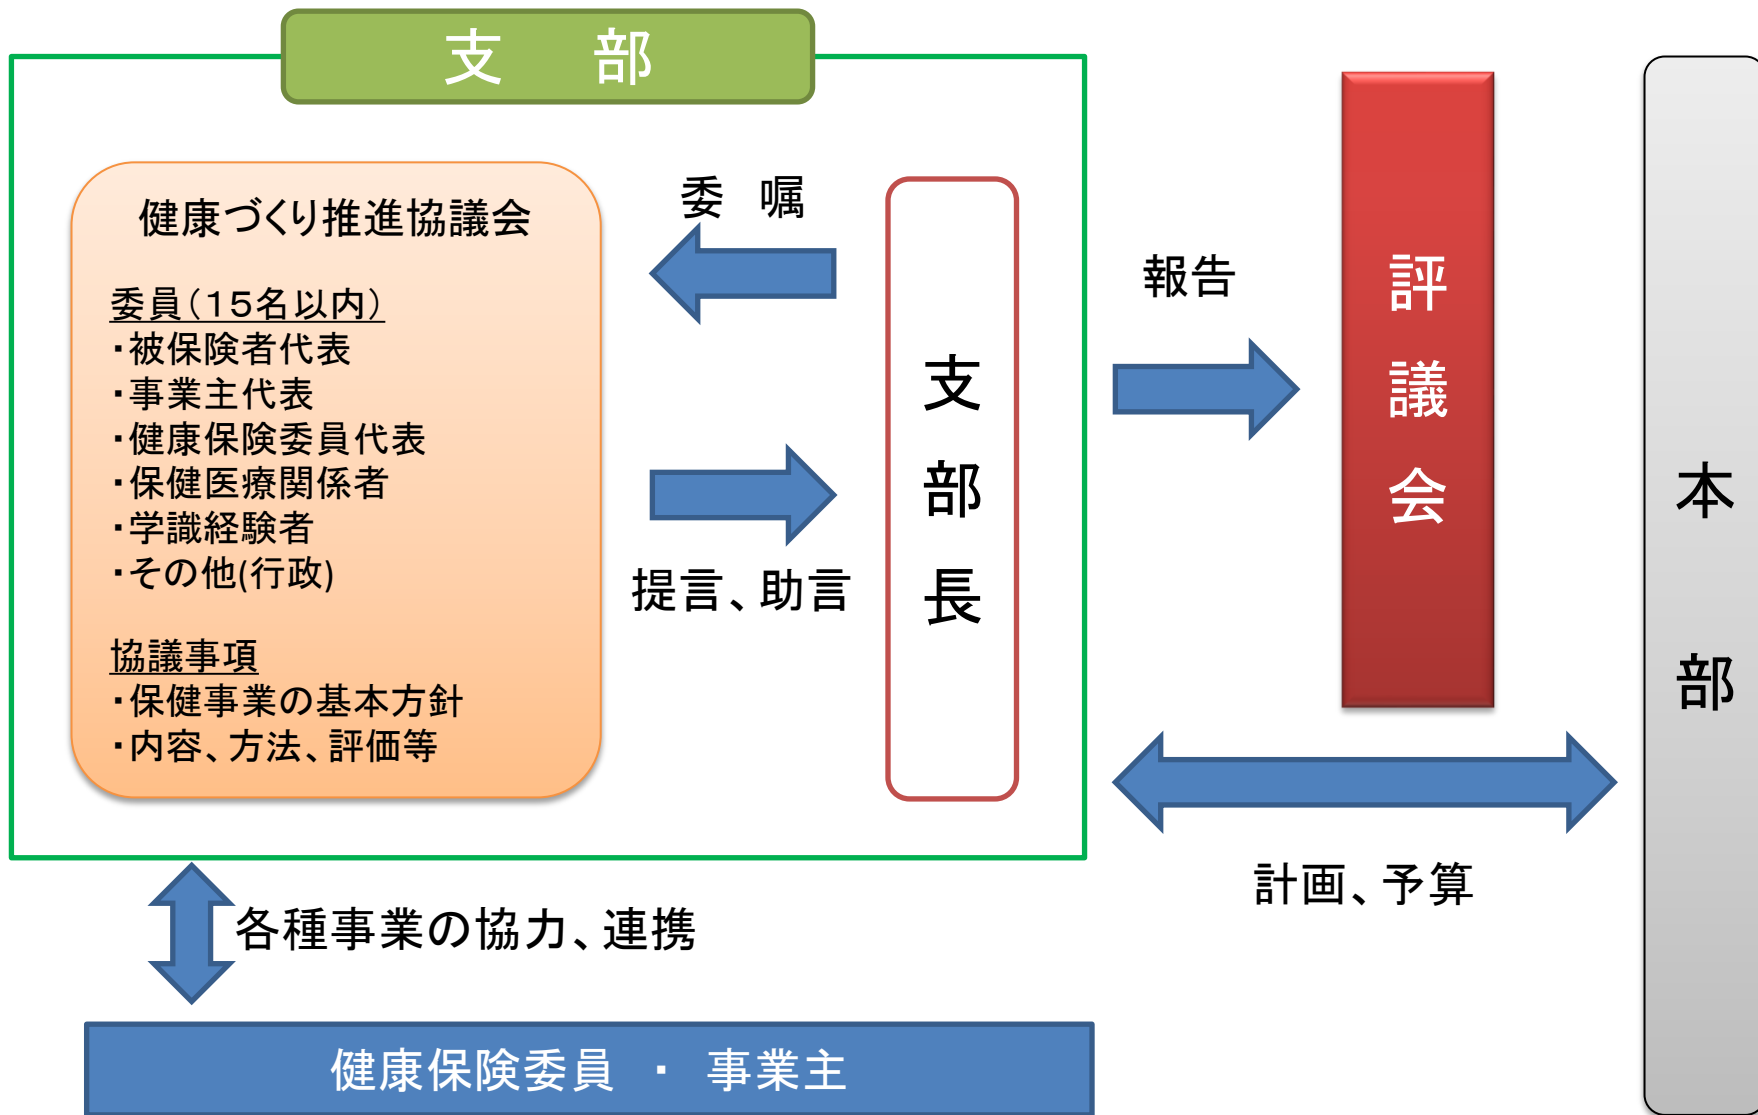 支　部
健康づくり推進協議会
委員（１５名以内）
・被保険者代表
・事業主代表
・健康保険委員代表
・保健医療関係者
・学識経験者
・その他(行政)
協議事項
・保健事業の基本方針
・内容、方法、評価等
委　嘱
提言、助言
支部長
報告
評議会
本部
計画、予算
各種事業の協力、連携
健康保険委員　・　事業主